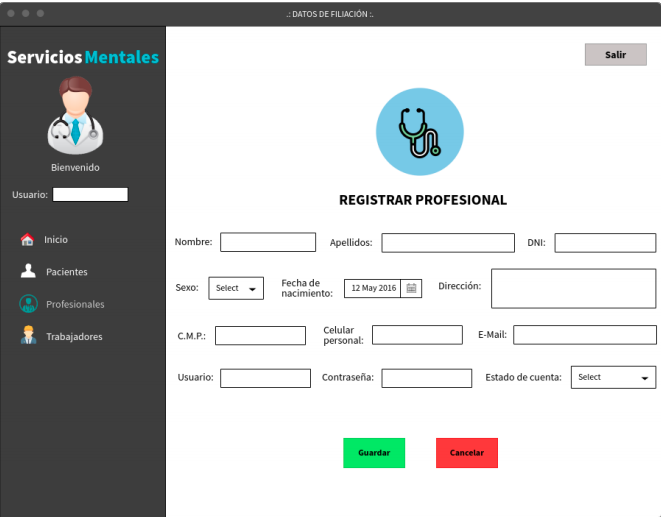 .: DATOS DE FILIACIÓN :.
Servicios Mentales
Bienvenido
Usuario:
Inicio
Pacientes
Profesionales
Trabajadores
Salir
REGISTRAR PROFESIONAL
Nombre: Apellidos: DNI:
Sexo: Select Fecha de nacimiento: 12 May 2016 Dirección:
C.M.P.: Celular personal: E-Mail:
Usuario: Contraseña: Estado de cuenta: Select
Guardar Cancelar